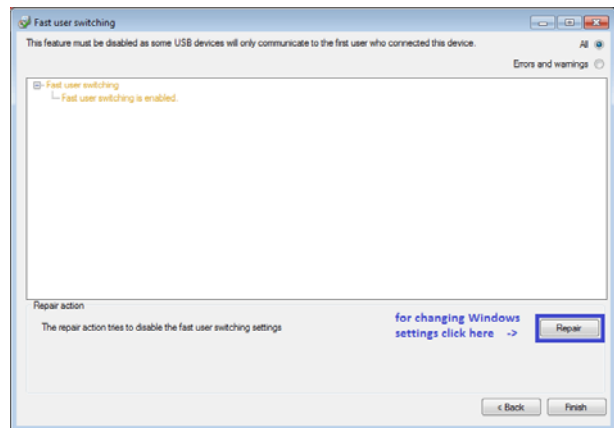 Fast user switching
This feature must be disabled as some USB devices will only communicate to the first user who connected this device.
All
Errors and warnings
Fast user switching
Fast user switching is enabled.
Repair action
The repair action tries to disable the fast user switching settings
for changing Windows
settings click here ->
Repair
< Back
Finish